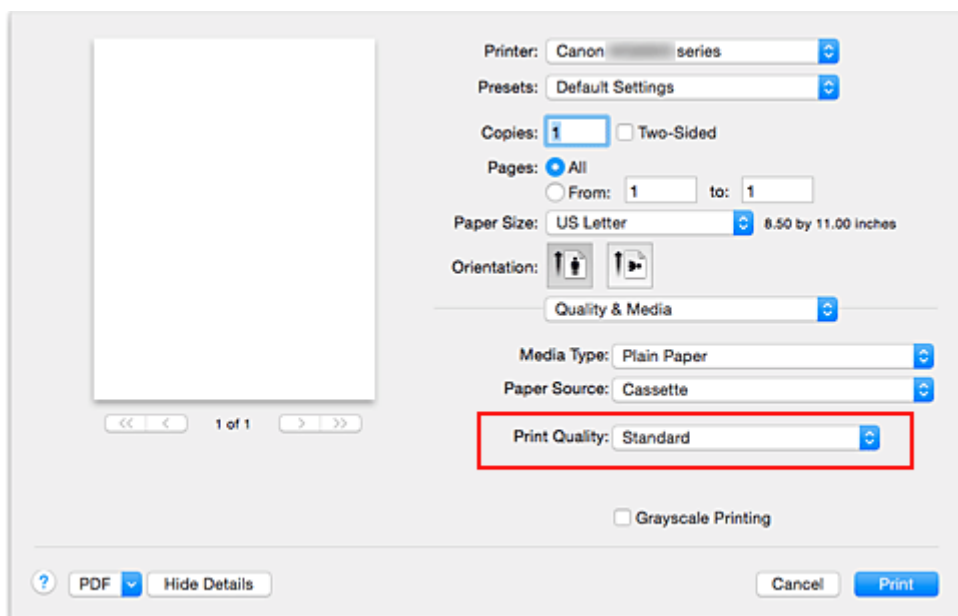 Printer: Canon series
Presets: Default Settings
Copies: 1 Two-Sided
Pages: All
From: 1 to: 1
Paper Size: US Letter 8.50 by 11.00 inches
Orientation:
Quality & Media
Media Type: Plain Paper
Paper Source: Cassette
<< < 1 of 1 > >>
Print Quality: Standard
Grayscale Printing
? PDF Hide Details Cancel Print